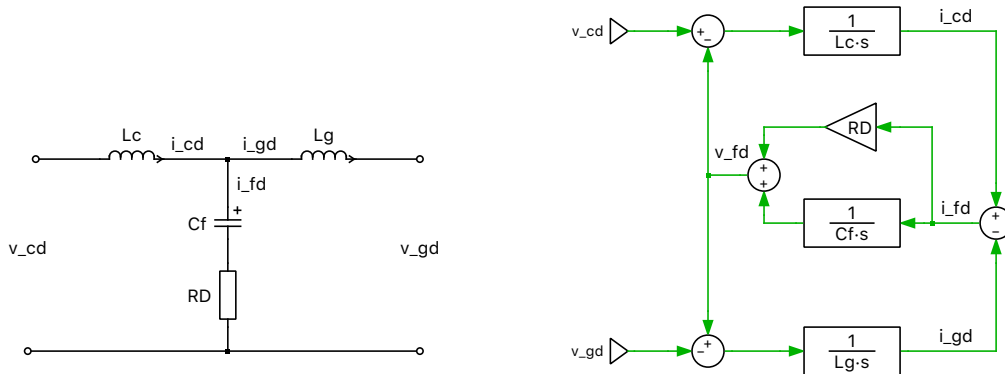 Lc
i_cd
i_gd
Lg
i_fd
+
Cf
v_cd
v_gd
RD
v_cd
+
−
1
Lc·s
i_cd
RD
v_fd
+
+
1
Cf·s
i_fd
+
−
v_gd
+
−
1
Lg·s
i_gd